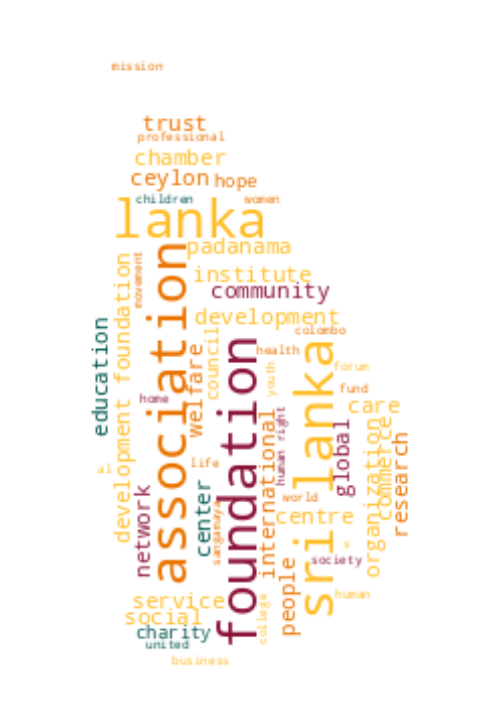 mission
trust
professional
chamber
ceylon
hope
children
women
lanka
padanama
movement
institute
community
development
colombo
association
development foundation
education
welfare
council
health
foundation
sri lanka
forum
youth
fund
home
care
human right
international
global
commerce
organization
research
life
network
center
world
sangamaya
centre
society
people
service
social
human
college
charity
united
business